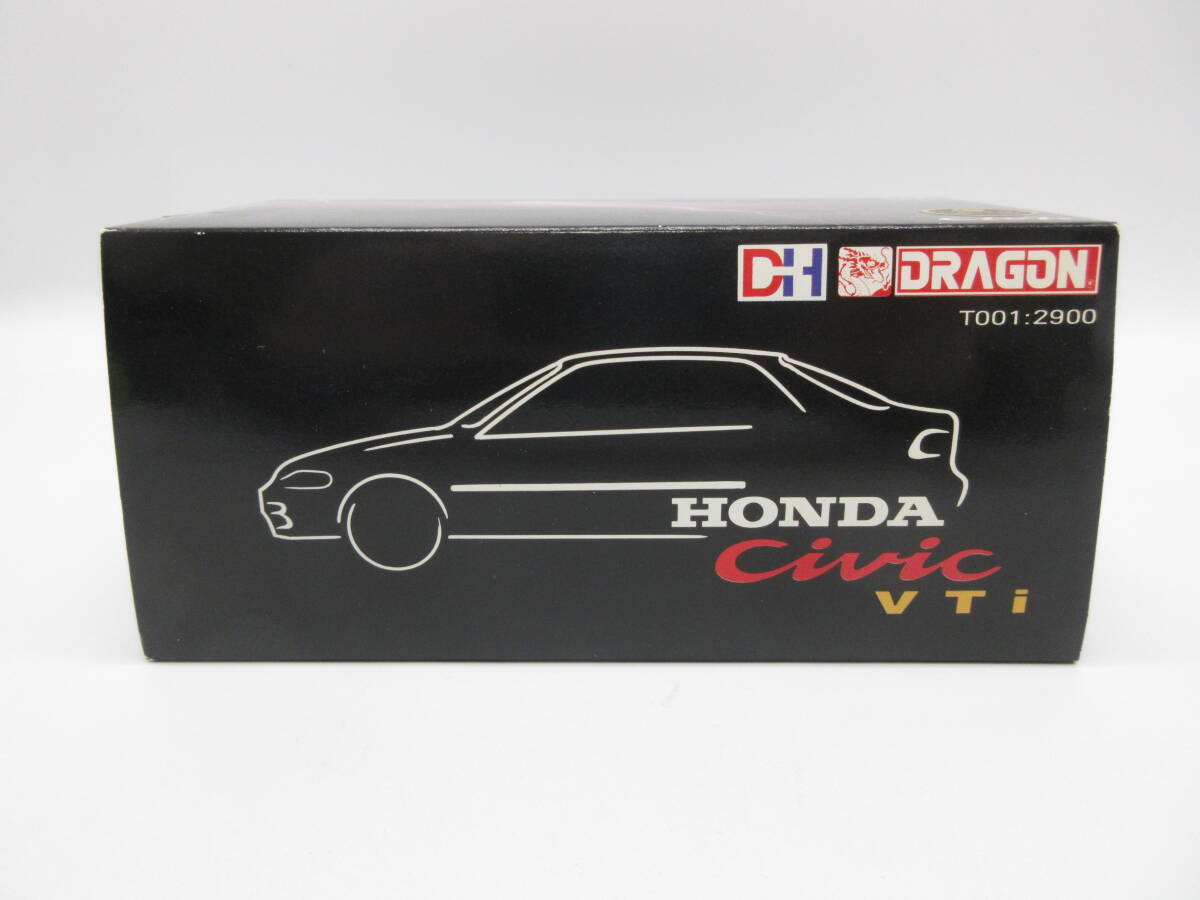 DH DRAGON
T001:2900
HONDA
Civic
VTi